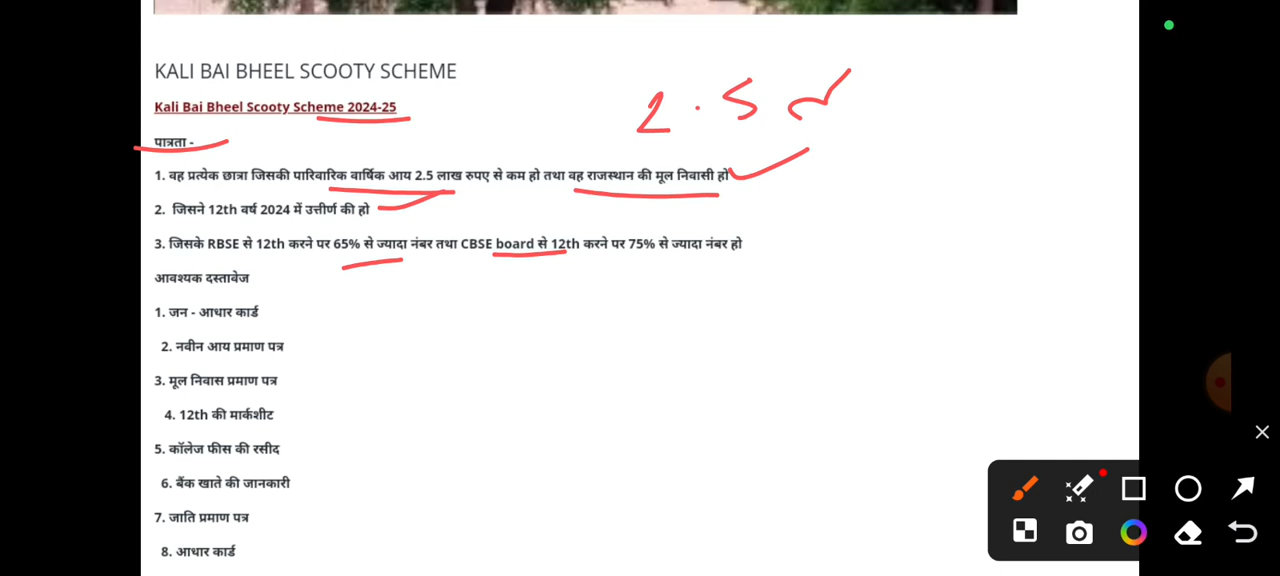 KALI BAI BHEEL SCOOTY SCHEME
2.5
Kali Bai Bheel Scooty Scheme 2024-25
पात्रता -
1. वह प्रत्येक छात्रा जिसकी पारिवारिक वार्षिक आय 2.5 लाख रुपए से कम हो तथा वह राजस्थान की मूल निवासी हो
2. जिसने 12th वर्ष 2024 में उत्तीर्ण की हो
3. जिसके RBSE से 12th करने पर 65% से ज्यादा नंबर तथा CBSE board से 12th करने पर 75% से ज्यादा नंबर हो
आवश्यक दस्तावेज
1. जन - आधार कार्ड
2. नवीन आय प्रमाण पत्र
3. मूल निवास प्रमाण पत्र
4. 12th की मार्कशीट
5. कॉलेज फीस की रसीद
6. बैंक खाते की जानकारी
7. जाति प्रमाण पत्र
8. आधार कार्ड